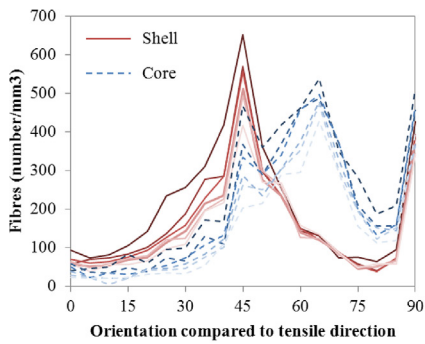 700
600
500
400
300
200
100
0
Fibres (number/mm3)
Shell
Core
0 15 30 45 60 75 90
Orientation compared to tensile direction